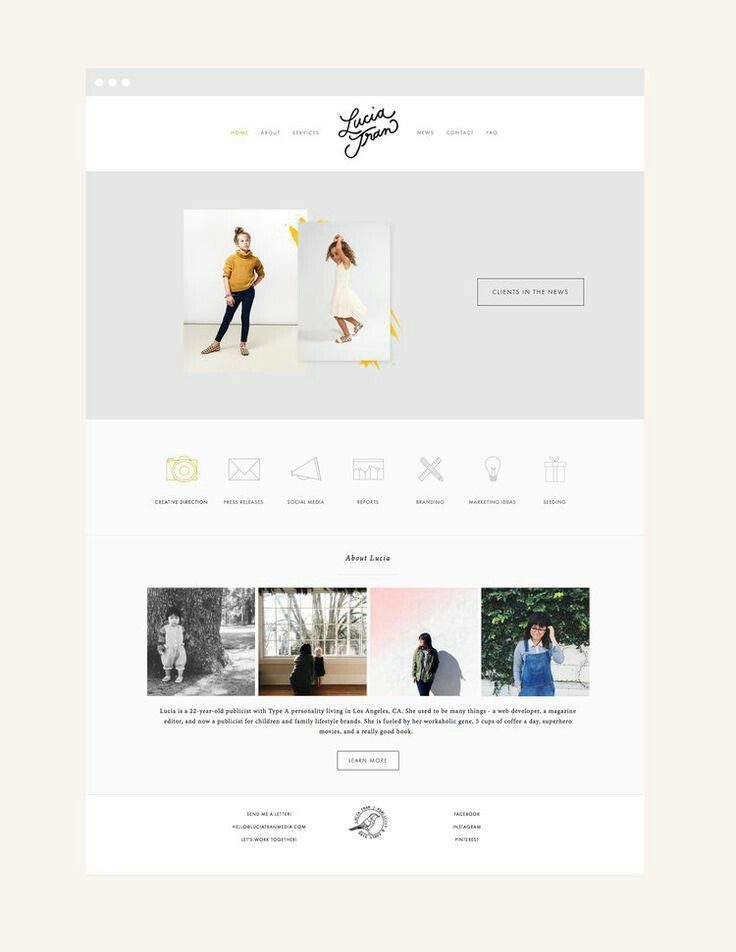 HOME
ABOUT
SERVICES
Lucia
Tran
NEWS
CONTACT
FAQ
CLIENTS IN THE NEWS
CREATIVE DIRECTION
PRESS RELEASES
SOCIAL MEDIA
REPORTS
BRANDING
MARKETING IDEAS
SEEDING
About Lucia
Lucia is a 22-year-old publicist with Type A personality living in Los Angeles, CA. She used to be many things - a web developer, a magazine
editor, and now a publicist for children and family lifestyle brands. She is fueled by her workaholic gene, 5 cups of coffee a day, superhero
movies, and a really good book.
LEARN MORE
SEND ME A LETTER!
HELLO@LUCIATRANMEDIA.COM
LET'S WORK TOGETHER!
LUCIA TRAN | PUBLICIST &
FACEBOOK
INSTAGRAM
PINTEREST